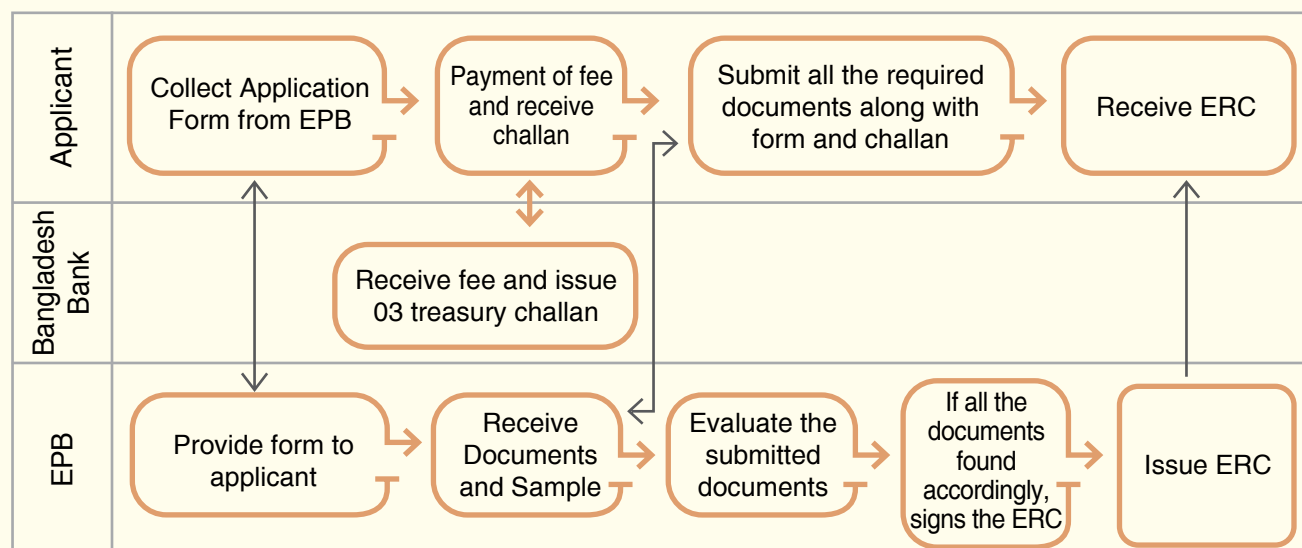 Applicant
Collect Application
Form from EPB
Payment of fee
and receive
challan
Submit all the required
documents along with
form and challan
Receive ERC
Bangladesh
Bank
Receive fee and issue
03 treasury challan
EPB
Provide form to
applicant
Receive
Documents
and Sample
Evaluate the
submitted
documents
If all the
documents
found
accordingly,
signs the ERC
Issue ERC